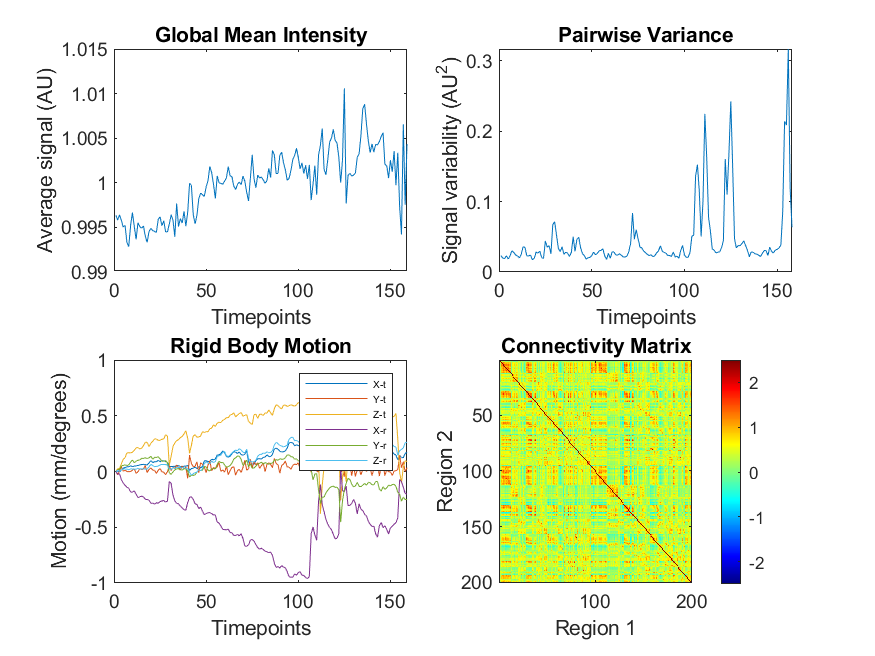 Global Mean Intensity
Average signal (AU)
1.015
1.01
1.005
1
0.995
0.99
0
50
100
150
Timepoints
Pairwise Variance
Signal variability (AU²)
0.3
0.2
0.1
0
0
50
100
150
Timepoints
Rigid Body Motion
Motion (mm/degrees)
1
0.5
0
-0.5
-1
0
50
100
150
Timepoints
X-t
Y-t
Z-t
X-r
Y-r
Z-r
Connectivity Matrix
Region 2
50
100
150
200
100
200
Region 1
2
1
0
-1
-2